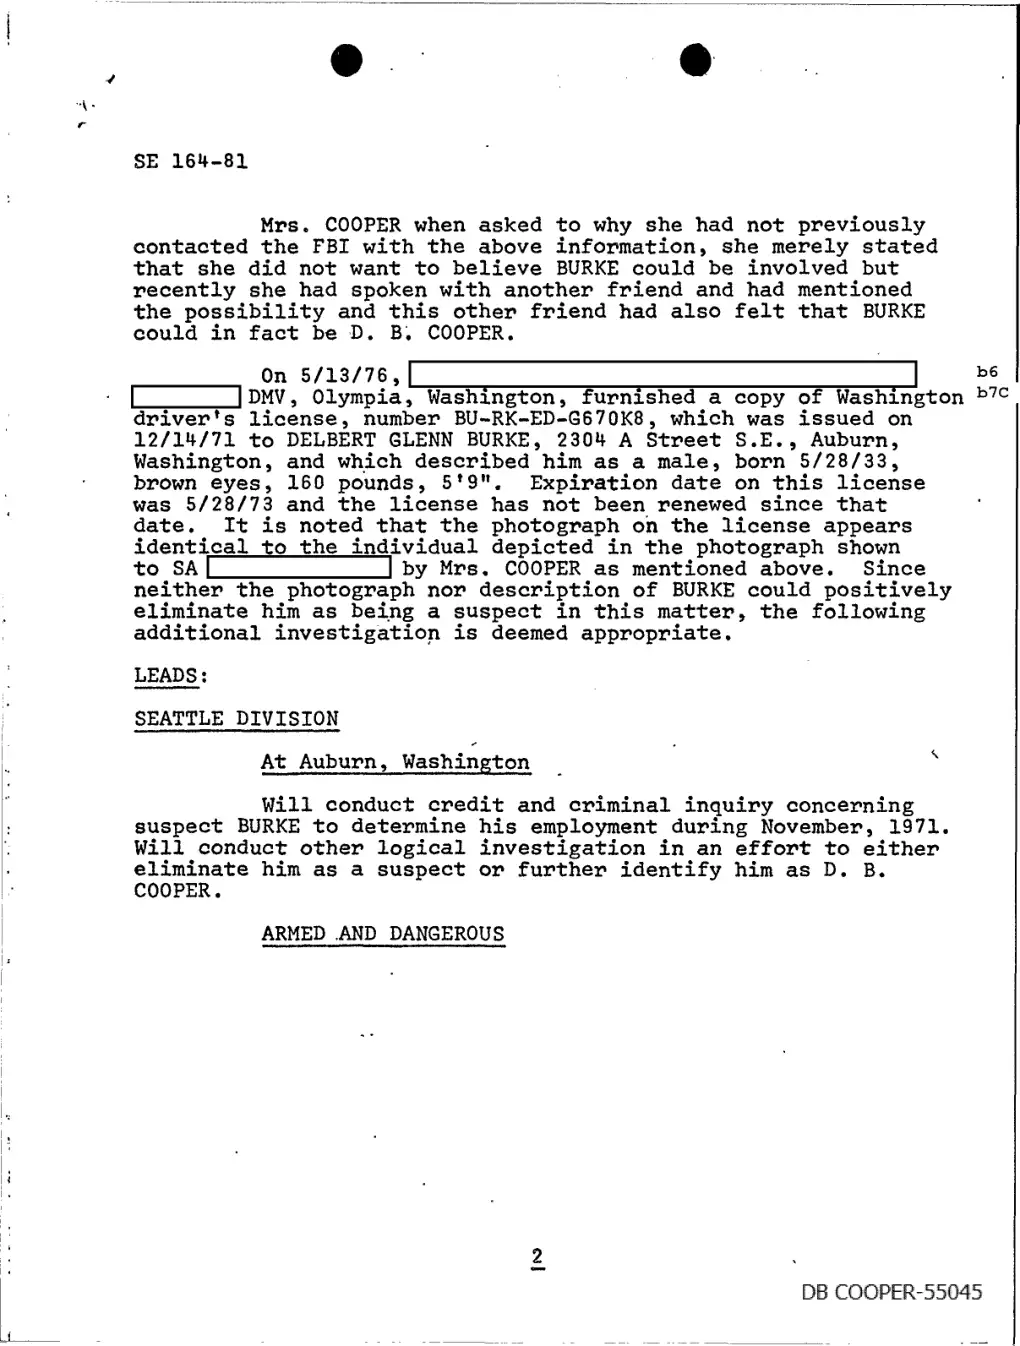 SE 164-81
Mrs. COOPER when asked to why she had not previously
contacted the FBI with the above information, she merely stated
that she did not want to believe BURKE could be involved but
recently she had spoken with another friend and had mentioned
the possibility and this other friend had also felt that BURKE
could in fact be D. B. COOPER.
On 5/13/76,
b6
DMV, Olympia, Washington, furnished a copy of Washington
b7C
driver's license, number BU-RK-ED-G670K8, which was issued on
12/14/71 to DELBERT GLENN BURKE, 2304 A Street S.E., Auburn,
Washington, and which described him as a male, born 5/28/33,
brown eyes, 160 pounds, 5'9". Expiration date on this license
was 5/28/73 and the license has not been renewed since that
date. It is noted that the photograph on the license appears
identical to the individual depicted in the photograph shown
to SA by Mrs. COOPER as mentioned above. Since
neither the photograph nor description of BURKE could positively
eliminate him as being a suspect in this matter, the following
additional investigation is deemed appropriate.
LEADS:
SEATTLE DIVISION
At Auburn, Washington
Will conduct credit and criminal inquiry concerning
suspect BURKE to determine his employment during November, 1971.
Will conduct other logical investigation in an effort to either
eliminate him as a suspect or further identify him as D. B.
COOPER.
ARMED AND DANGEROUS
2
DB COOPER-55045